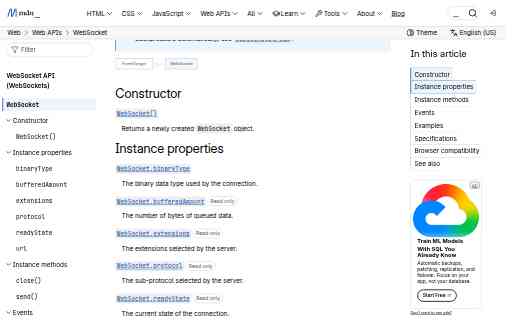 mdn
HTML CSS JavaScript Web APIs All Learn Tools About Blog
Web Web APIs WebSocket
Theme English (US)
Filter
WebSocket API
(WebSockets)
WebSocket
Constructor
WebSocket()
Instance properties
binaryType
bufferedAmount
extensions
protocol
readyState
url
Instance methods
close()
send()
Events
EventTarget WebSocket
Constructor
WebSocket()
Returns a newly created WebSocket object.
Instance properties
WebSocket.binaryType
The binary data type used by the connection.
WebSocket.bufferedAmount Read only
The number of bytes of queued data.
WebSocket.extensions Read only
The extensions selected by the server.
WebSocket.protocol Read only
The sub-protocol selected by the server.
WebSocket.readyState Read only
The current state of the connection.
In this article
Constructor
Instance properties
Instance methods
Events
Examples
Specifications
Browser compatibility
See also
Ad
Train ML Models
With SQL You
Already Know
Automatic backups,
patching, replication, and
failover. Focus on your
app, not your database.
Start Free
Don't want to see ads?